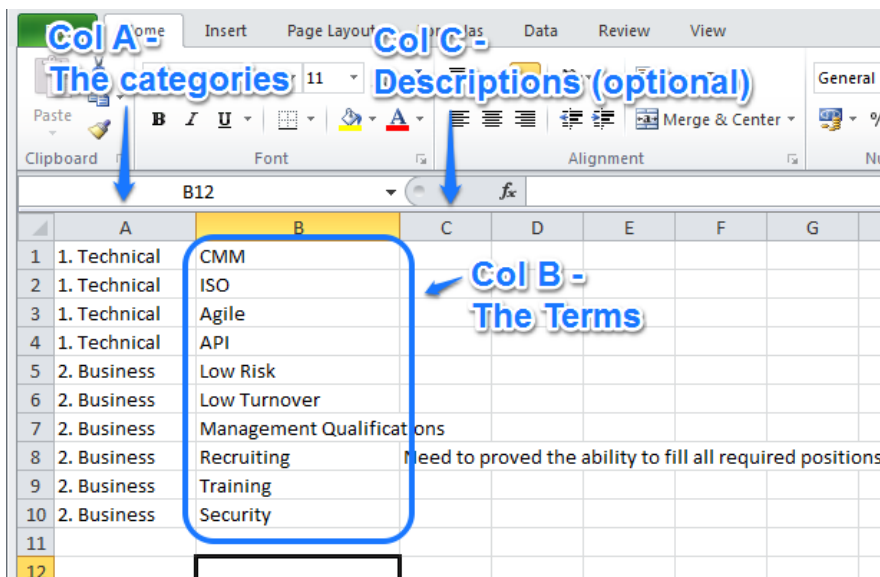 Home Insert Page Layout Formulas Data Review View
Col A -
The categories
Col C -
Descriptions (optional)
11
General
Paste
B I U A
Merge & Center
%
Clipboard Font Alignment
B12 fx
A B C D E F G
1 1. Technical CMM
2 1. Technical ISO
3 1. Technical Agile
4 1. Technical API
5 2. Business Low Risk
6 2. Business Low Turnover
7 2. Business Management Qualifications
8 2. Business Recruiting Need to proved the ability to fill all required positions
9 2. Business Training
10 2. Business Security
11
12
Col B -
The Terms